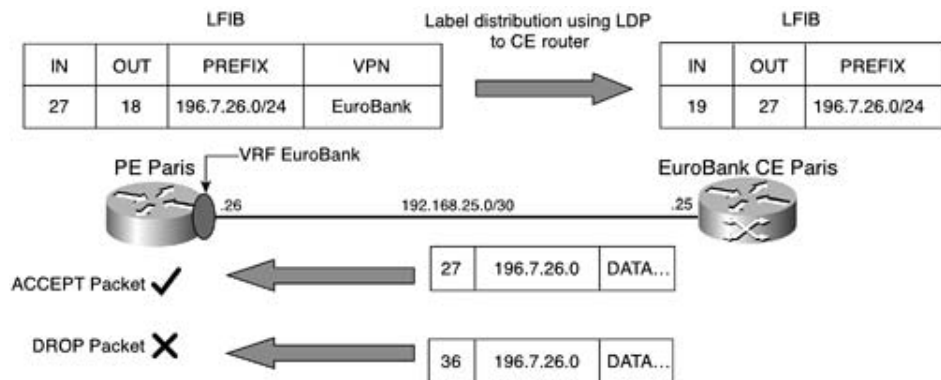 LFIB
Label distribution using LDP
to CE router
LFIB
IN OUT PREFIX VPN
27 18 196.7.26.0/24 EuroBank
IN OUT PREFIX
19 27 196.7.26.0/24
VRF EuroBank
PE Paris
EuroBank CE Paris
.26 192.168.25.0/30 .25
27 196.7.26.0 DATA...
ACCEPT Packet
DROP Packet
36 196.7.26.0 DATA...